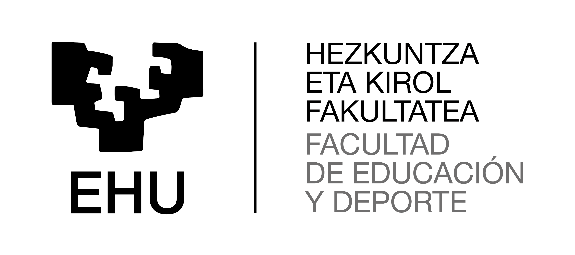 EHU
HEZKUNTZA
ETA KIROL
FAKULTATEA
FACULTAD
DE EDUCACIÓN
Y DEPORTE